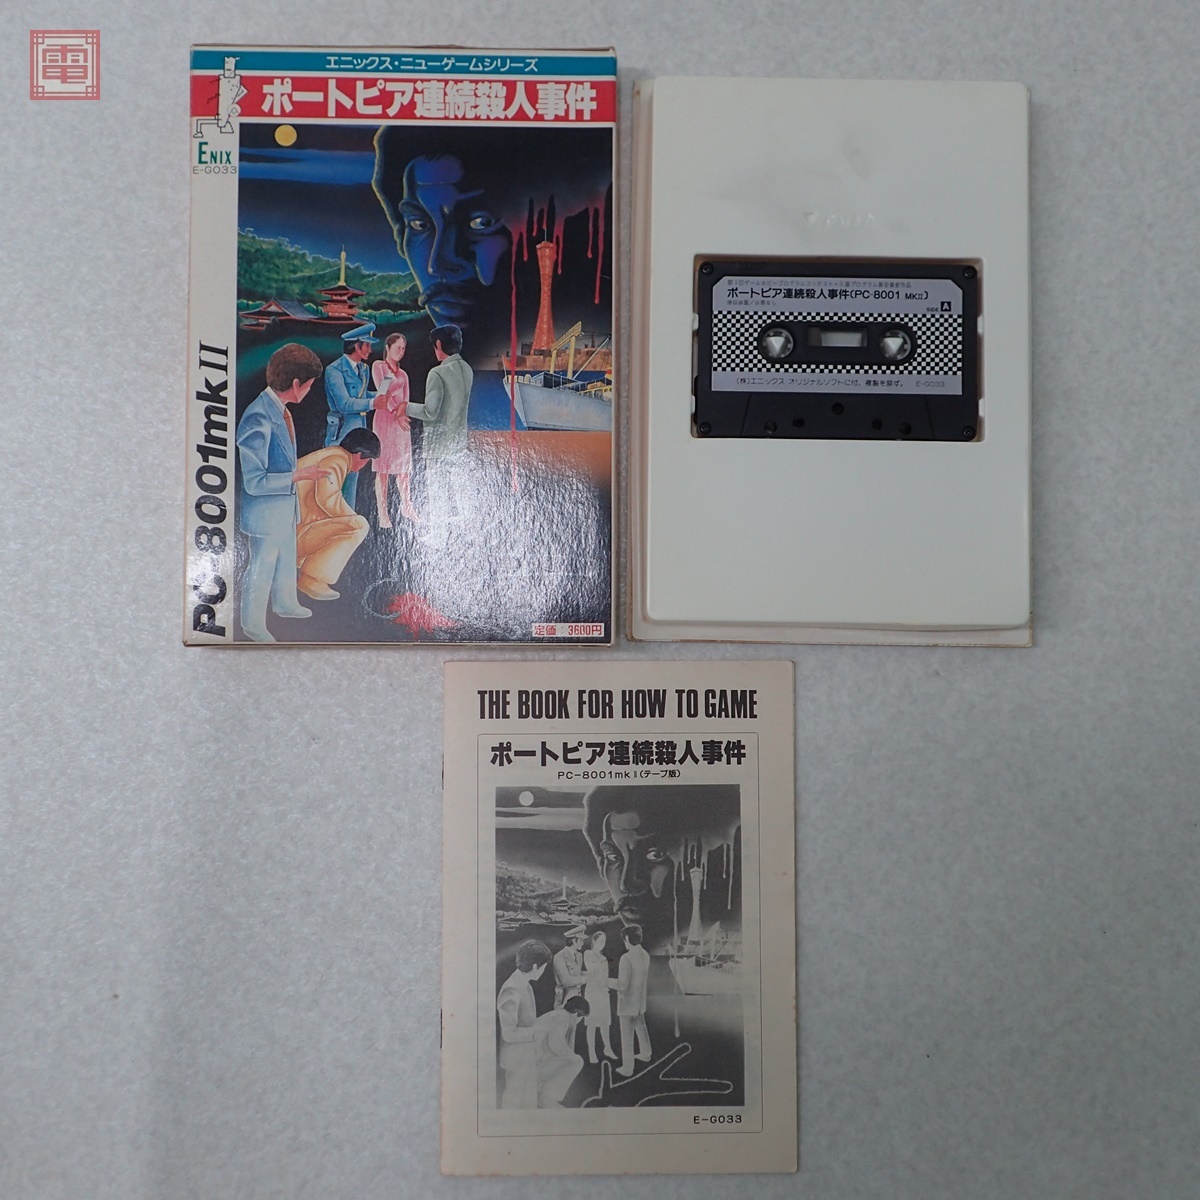 電
エニックス・ニューゲームシリーズ
ポートピア連続殺人事件
ENIX
E-G033
PC-8001mkII
定価 3600円
ポートピア連続殺人事件(PC-8001 MKII)
SIDE A
(株)エニックス オリジナルソフトに付、複製を禁ず。 E-G033
THE BOOK FOR HOW TO GAME
ポートピア連続殺人事件
PC-8001mkII(テープ版)
E-G033